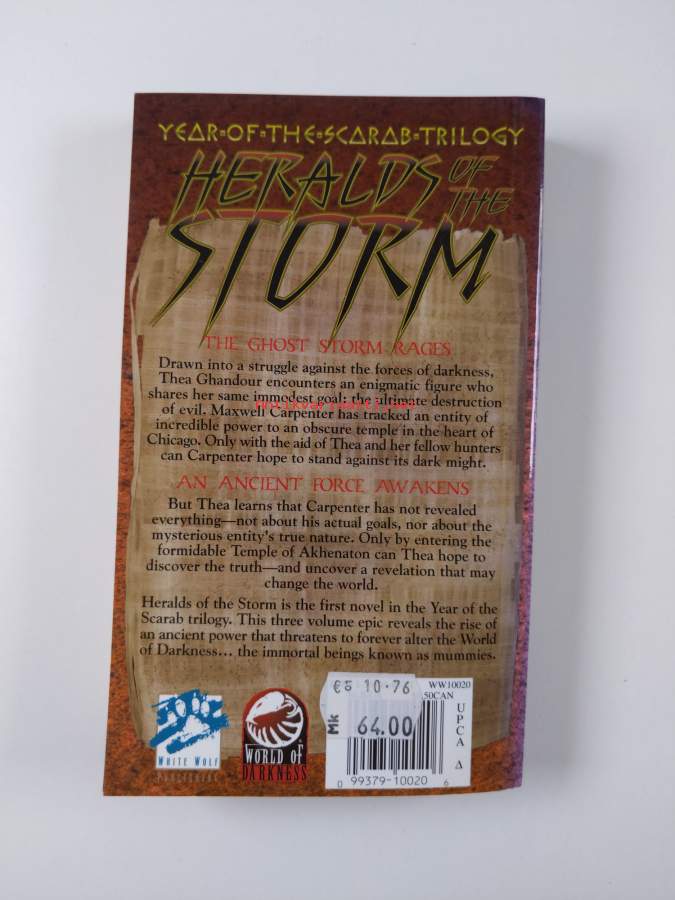 YEAR·OF·THE·SCARAB·TRILOGY
HERALDS OF THE
STORM
THE GHOST STORM RAGES
Drawn into a struggle against the forces of darkness,
Thea Ghandour encounters an enigmatic figure who
shares her same immodest goal: the ultimate destruction
of evil. Maxwell Carpenter has tracked an entity of
incredible power to an obscure temple in the heart of
Chicago. Only with the aid of Thea and her fellow hunters
can Carpenter hope to stand against its dark might.
AN ANCIENT FORCE AWAKENS
But Thea learns that Carpenter has not revealed
everything—not about his actual goals, nor about the
mysterious entity's true nature. Only by entering the
formidable Temple of Akhenaton can Thea hope to
discover the truth—and uncover a revelation that may
change the world.
Heralds of the Storm is the first novel in the Year of the
Scarab trilogy. This three volume epic reveals the rise of
an ancient power that threatens to forever alter the World
of Darkness… the immortal beings known as mummies.
WHITE WOLF
PUBLISHING
WORLD OF
DARKNESS
10·76
Mk 64.00
WW10020
.50CAN
UPCA
0 99379 10020 6